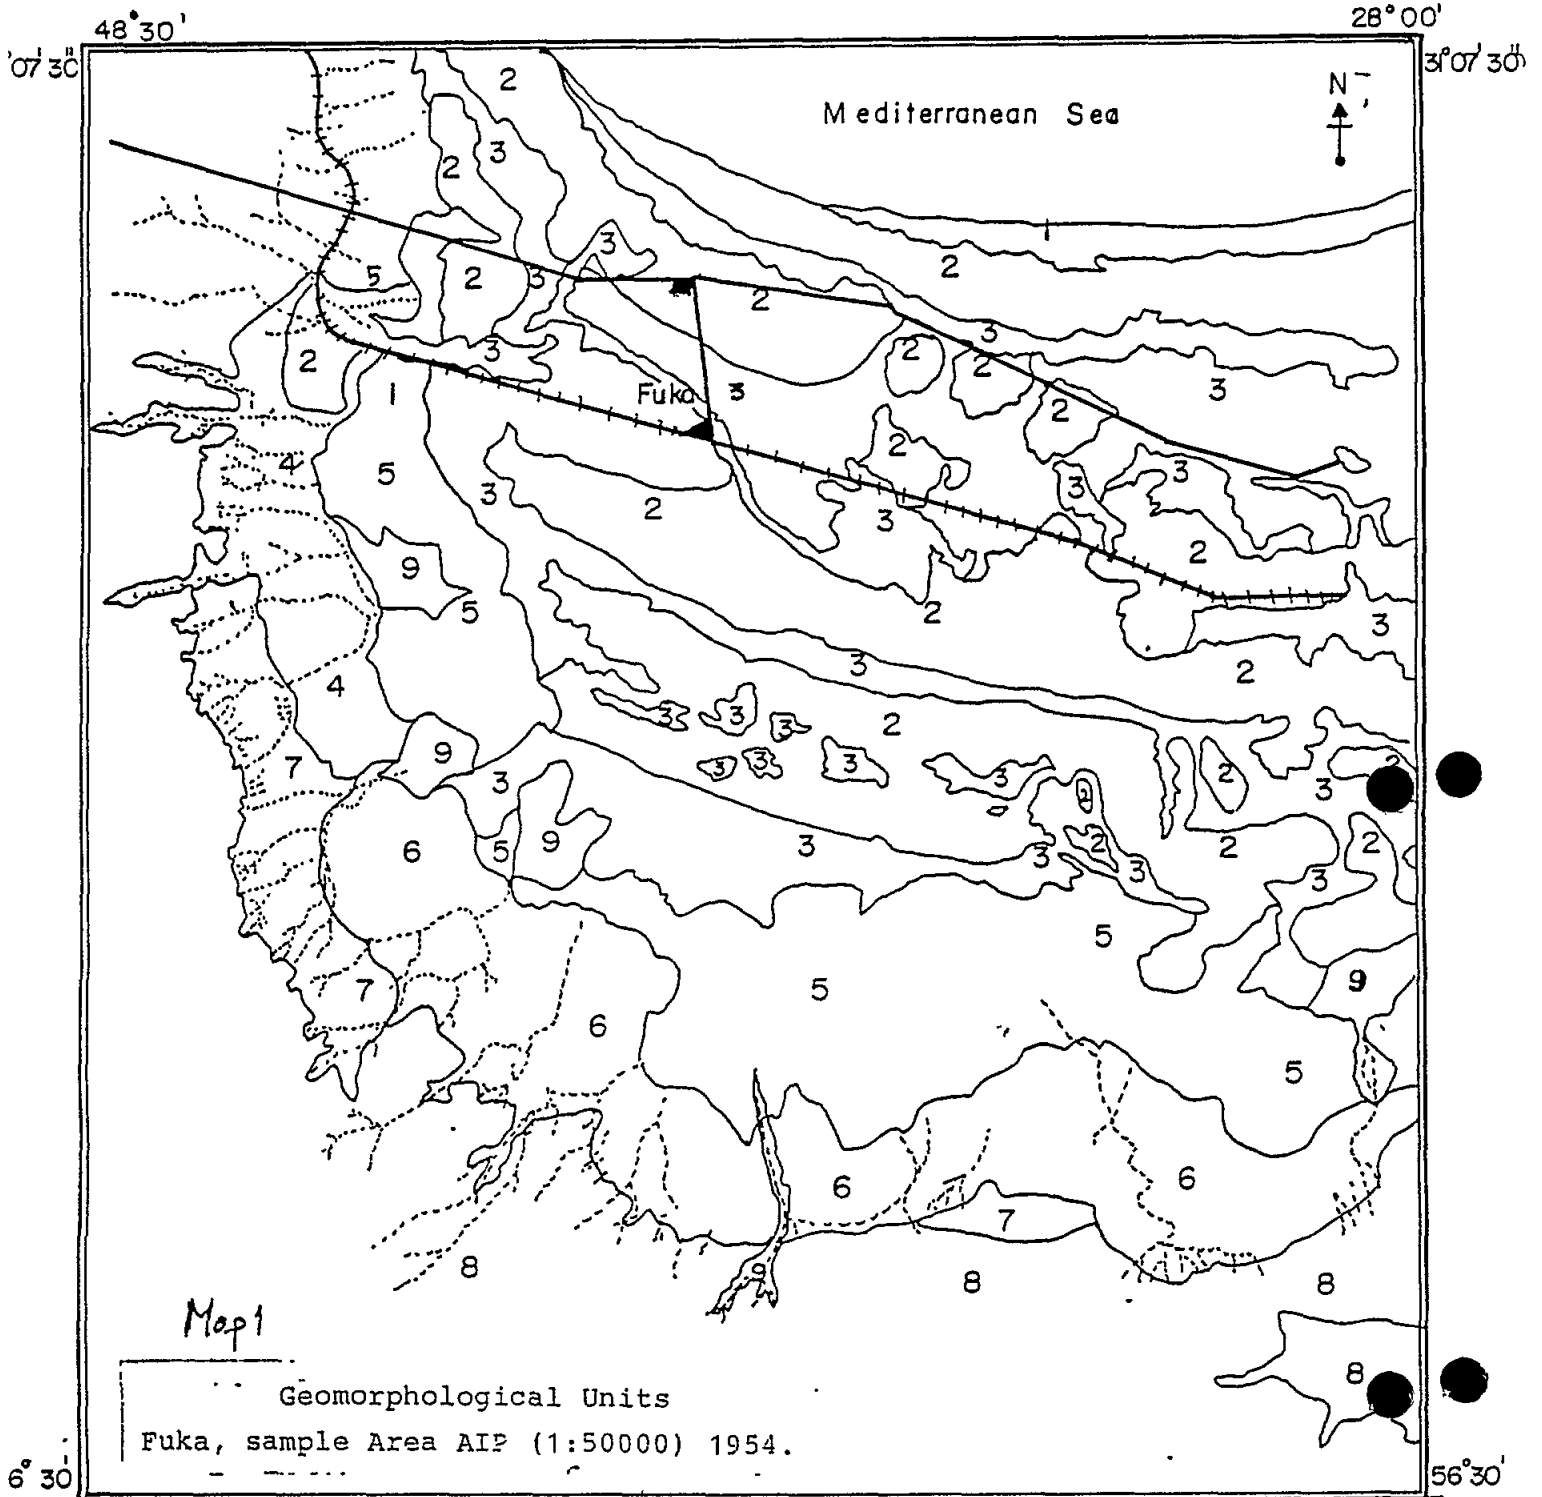 48°30' 28°00'
'07'30" 3°07'30"
N
Mediterranean Sea
2
2 3
3
1
2
5 2 3
2
3
2 3 2 2
3
1 Fuka 3 2
2
4 5 3 2 3 3
3
2
9
5 2 3
3 2
4
3 3 3 2
9 7 3 3 3 3 3 2 2
3
2
6 5 9 3 3 2 3 2 2
3
5
7 5 9
6
5
6 6
7
8 9 8 8
Map1
8
Geomorphological Units
Fuka, sample Area AIP (1:50000) 1954.
6°30' 56°30'